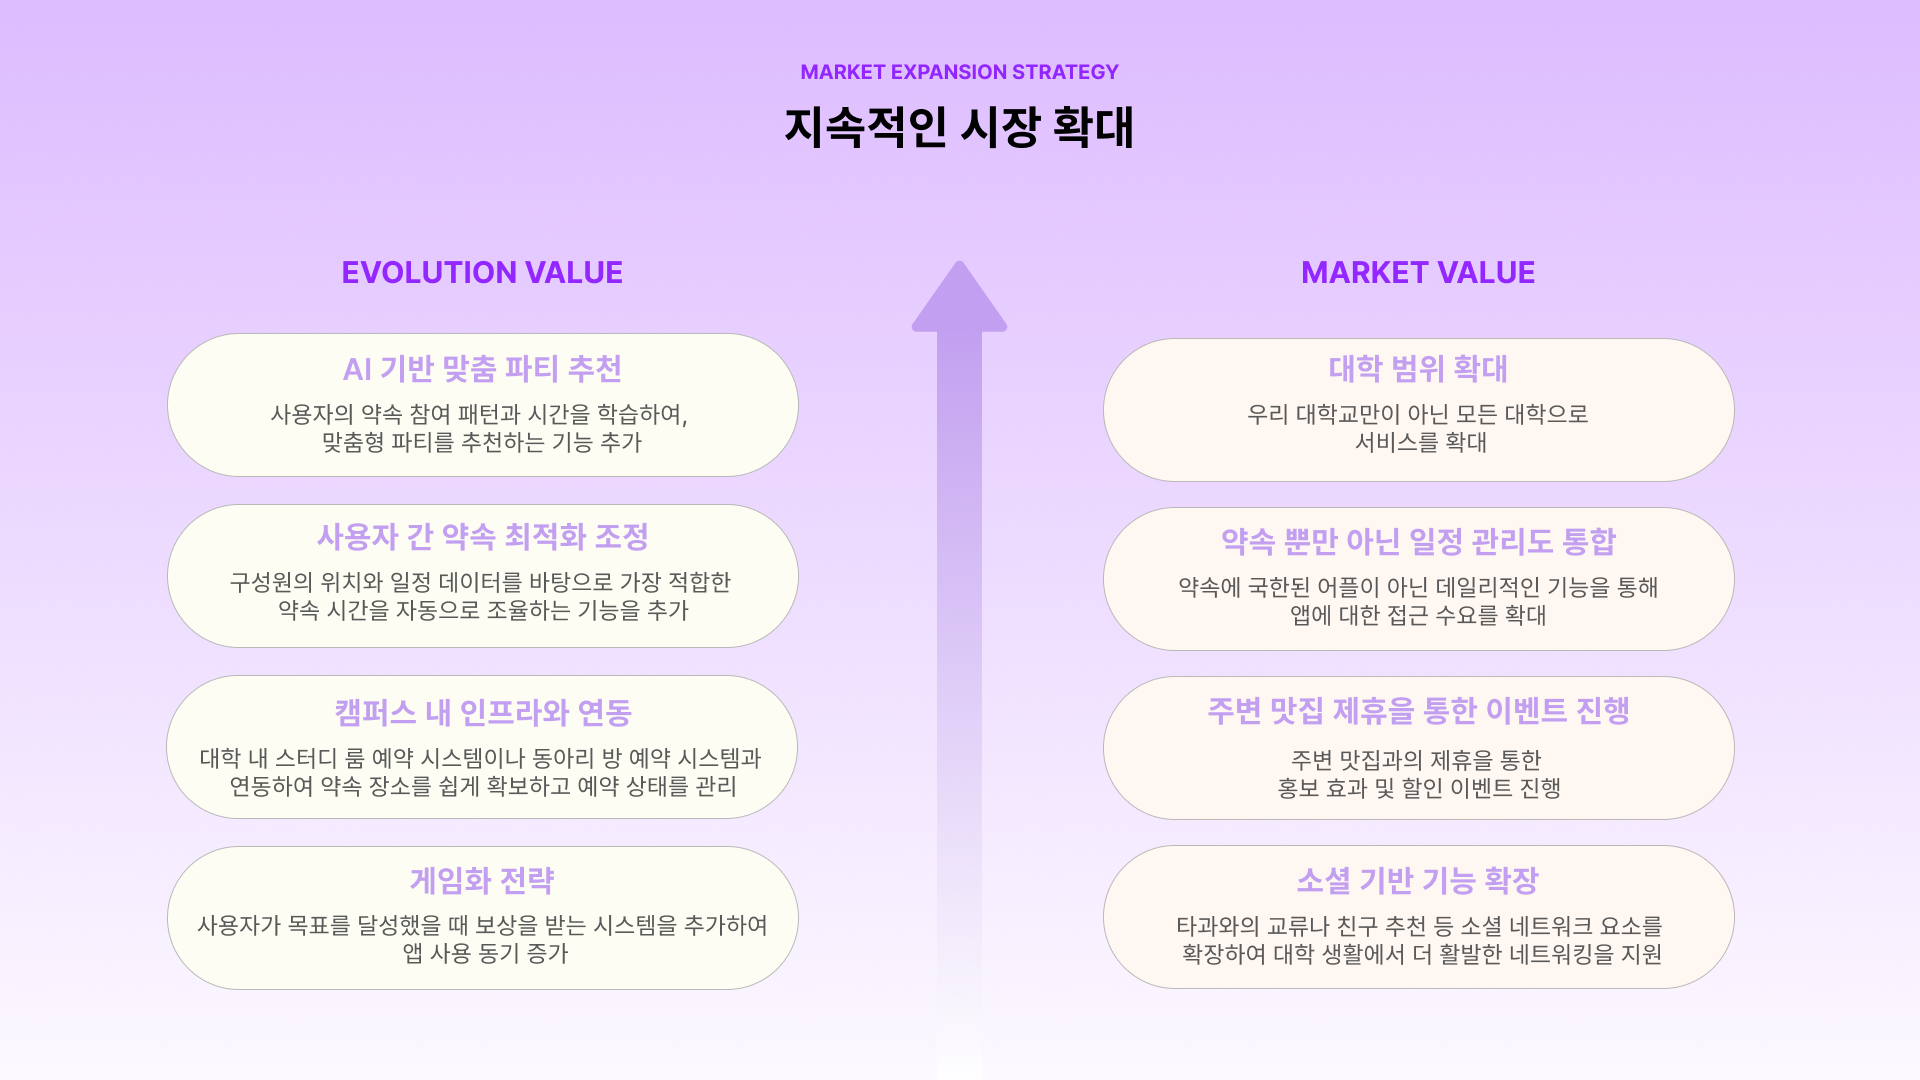 MARKET EXPANSION STRATEGY
지속적인 시장 확대
EVOLUTION VALUE
AI 기반 맞춤 파티 추천
사용자의 약속 참여 패턴과 시간을 학습하여,
맞춤형 파티를 추천하는 기능 추가
사용자 간 약속 최적화 조정
구성원의 위치와 일정 데이터를 바탕으로 가장 적합한
약속 시간을 자동으로 조율하는 기능을 추가
캠퍼스 내 인프라와 연동
대학 내 스터디 룸 예약 시스템이나 동아리 방 예약 시스템과
연동하여 약속 장소를 쉽게 확보하고 예약 상태를 관리
게임화 전략
사용자가 목표를 달성했을 때 보상을 받는 시스템을 추가하여
앱 사용 동기 증가
MARKET VALUE
대학 범위 확대
우리 대학교만이 아닌 모든 대학으로
서비스를 확대
약속 뿐만 아닌 일정 관리도 통합
약속에 국한된 어플이 아닌 데일리적인 기능을 통해
앱에 대한 접근 수요를 확대
주변 맛집 제휴을 통한 이벤트 진행
주변 맛집과의 제휴을 통한
홍보 효과 및 할인 이벤트 진행
소셜 기반 기능 확장
타과와의 교류나 친구 추천 등 소셜 네트워크 요소를
확장하여 대학 생활에서 더 활발한 네트워킹을 지원